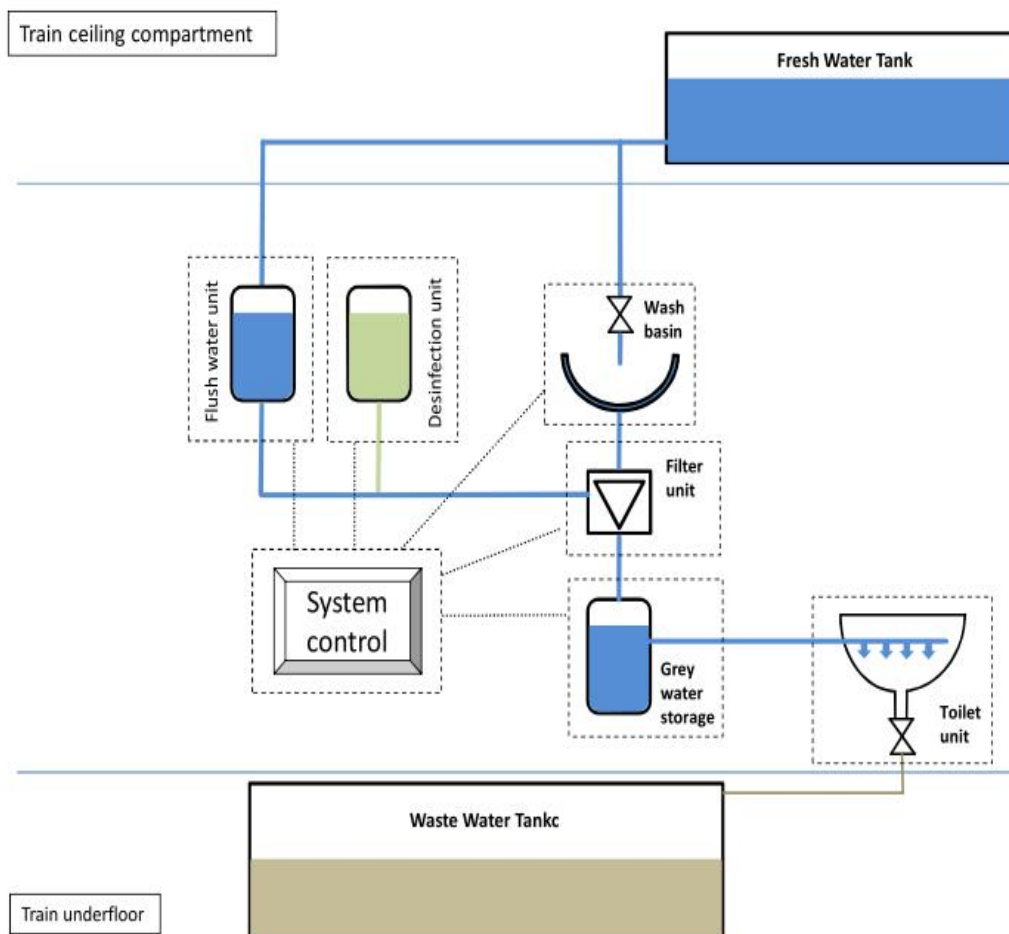 Train ceiling compartment
Fresh Water Tank
Flush water unit
Desinfection unit
Wash
basin
Filter
unit
System
control
Grey
water
storage
Toilet
unit
Waste Water Tankc
Train underfloor